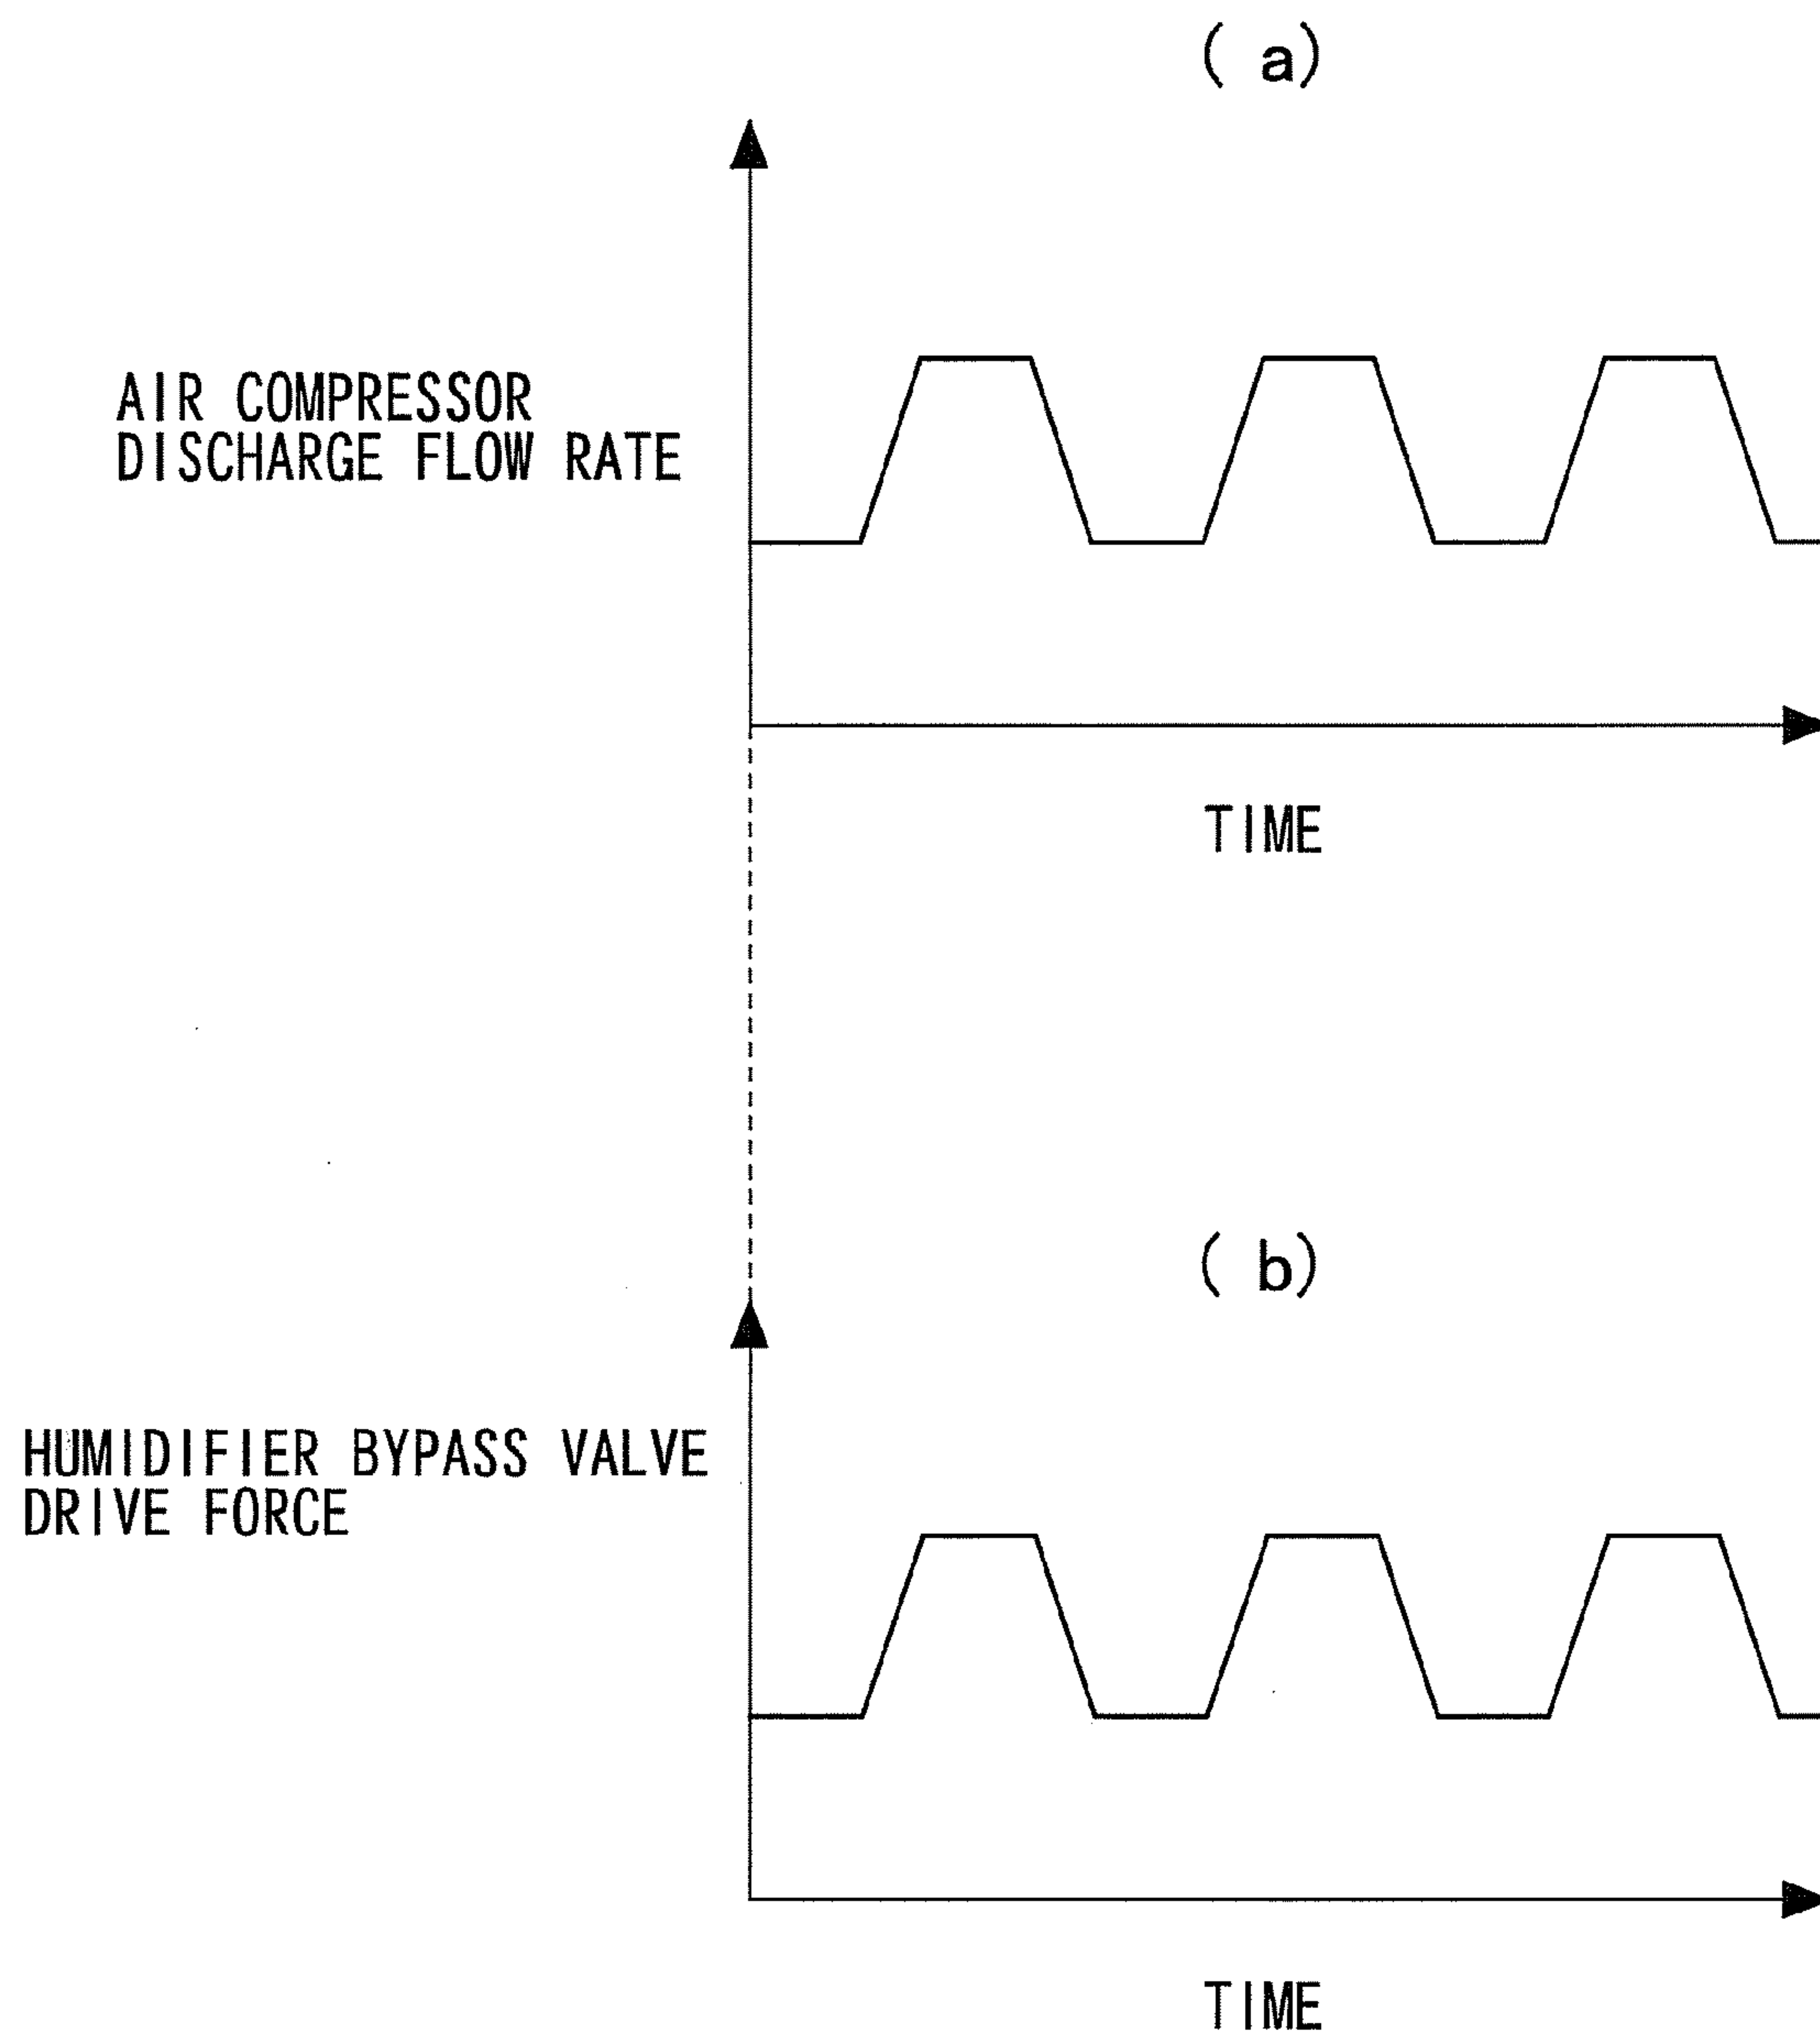 ( a)
AIR COMPRESSOR
DISCHARGE FLOW RATE
TIME
( b)
HUMIDIFIER BYPASS VALVE
DRIVE FORCE
TIME